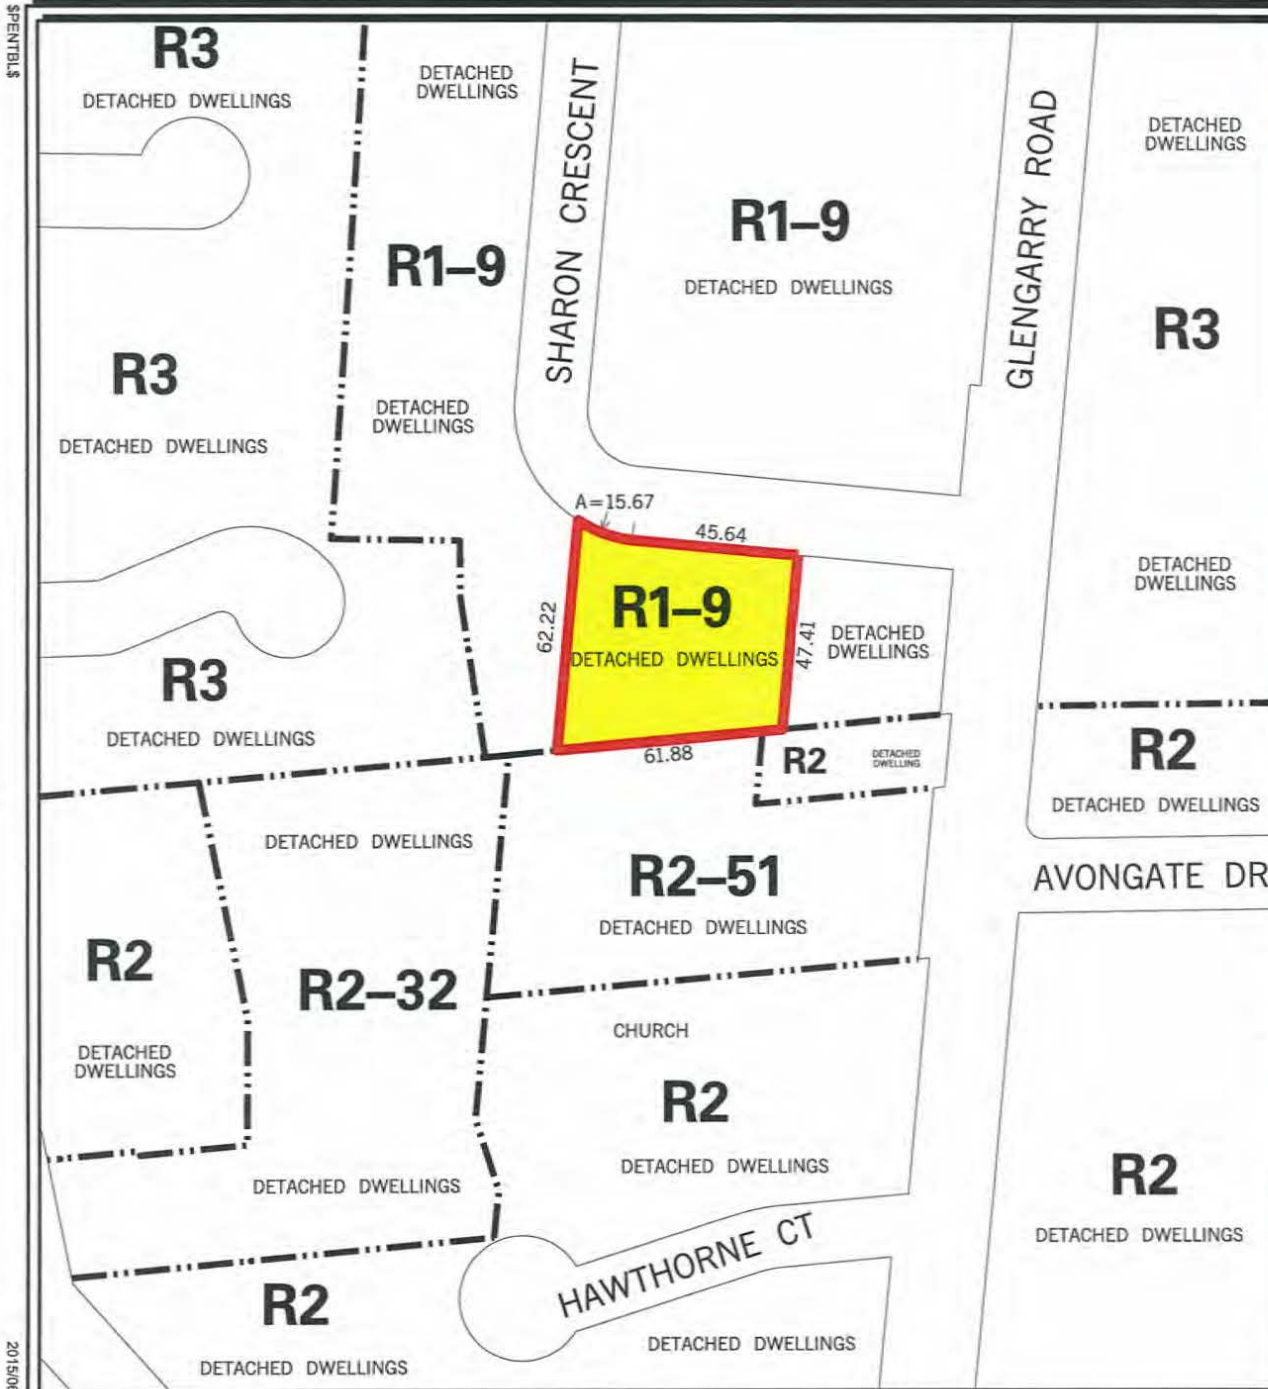 $PENTBL$
R3
DETACHED DWELLINGS
DETACHED
DWELLINGS
SHARON CRESCENT
GLENGARRY ROAD
DETACHED
DWELLINGS
R1–9
DETACHED DWELLINGS
R1–9
R3
R3
DETACHED DWELLINGS
DETACHED
DWELLINGS
A=15.67
45.64
R1–9
DETACHED DWELLINGS
62.22
47.41
61.88
DETACHED
DWELLINGS
DETACHED
DWELLINGS
R3
DETACHED DWELLINGS
R2
DETACHED
DWELLING
R2
DETACHED DWELLINGS
DETACHED DWELLINGS
R2–51
DETACHED DWELLINGS
AVONGATE DR
R2
DETACHED
DWELLINGS
R2–32
DETACHED DWELLINGS
CHURCH
R2
DETACHED DWELLINGS
R2
DETACHED DWELLINGS
HAWTHORNE CT
R2
DETACHED DWELLINGS
DETACHED DWELLINGS